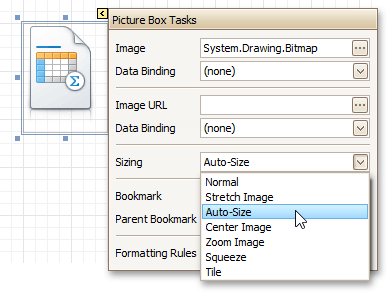 Picture Box Tasks
Image System.Drawing.Bitmap
Data Binding (none)
Image URL
Data Binding (none)
Sizing Auto-Size
Normal
Bookmark Stretch Image
Auto-Size
Parent Bookmark Center Image
Zoom Image
Formatting Rules Squeeze
Tile